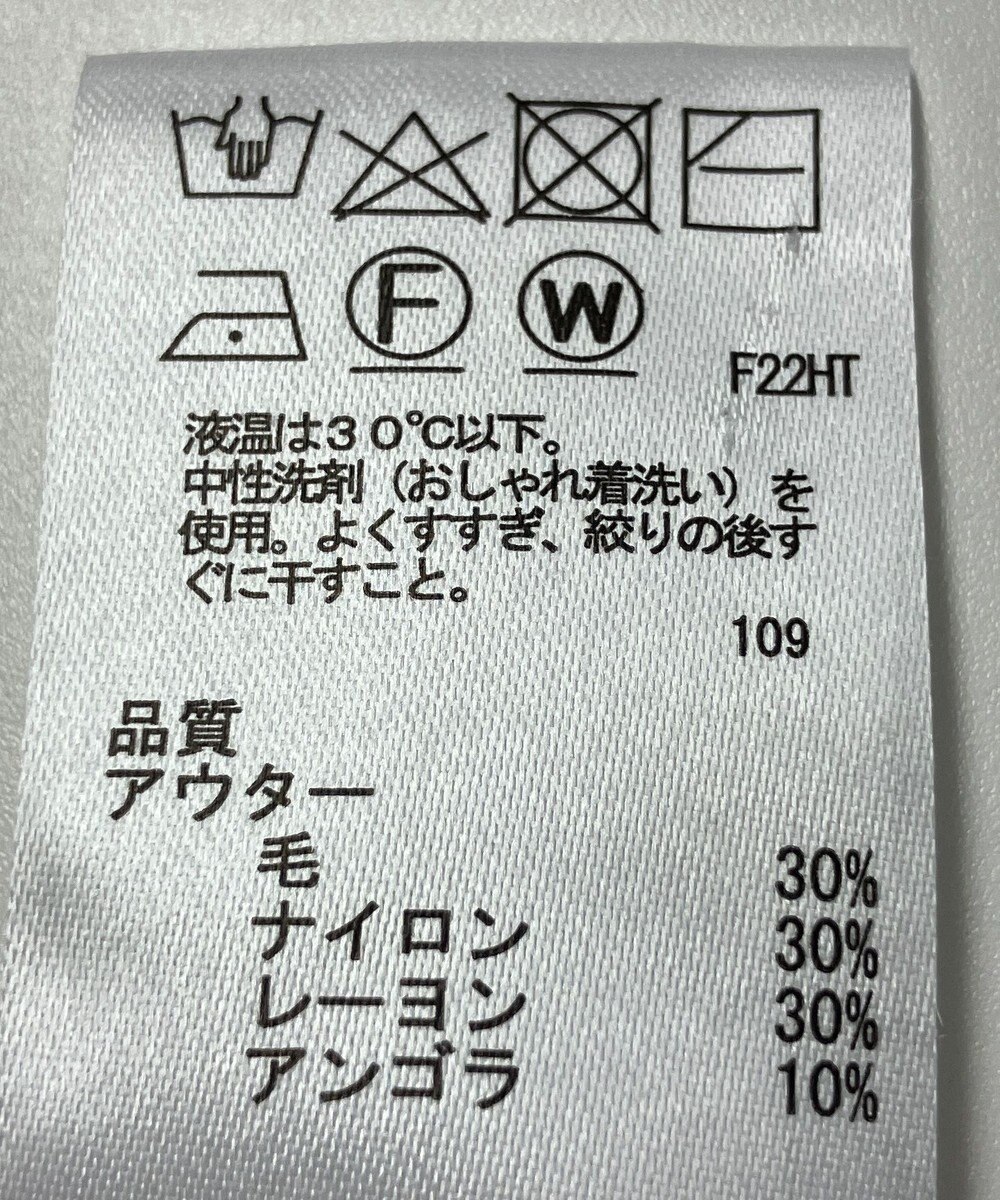 F W
F22HT
液温は３０℃以下。
中性洗剤（おしゃれ着洗い）を
使用。よくすすぎ、絞りの後す
ぐに干すこと。
109
品質
アウター
毛 30%
ナイロン 30%
レーヨン 30%
アンゴラ 10%